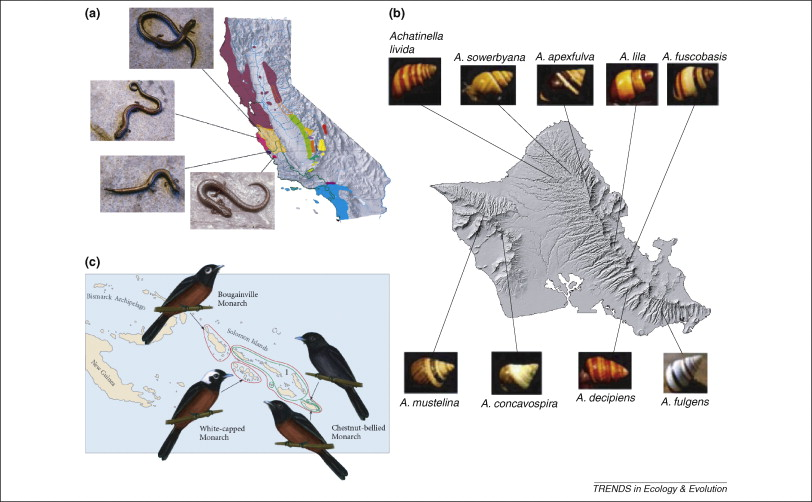 (a)
(b)
Achatinella
livida
A. sowerbyana
A. apexfulva
A. lila
A. fuscobasis
(c)
Bismarck Archipelago
Bougainville
Monarch
Solomon Islands
New Guinea
I
White-capped
Monarch
Chestnut-bellied
Monarch
A. mustelina
A. concavospira
A. decipiens
A. fulgens
TRENDS in Ecology & Evolution